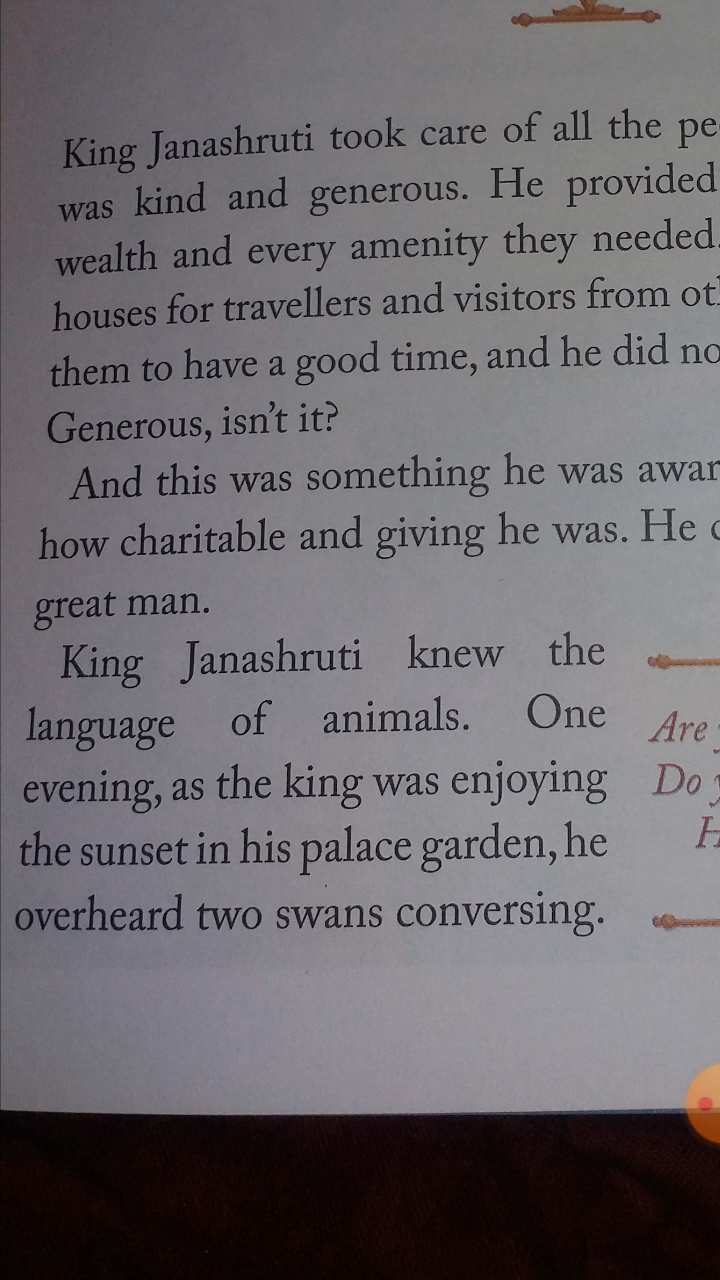 King Janashruti took care of all the
was kind and generous. He provided
wealth and every amenity they needed.
houses for travellers and visitors from
them to have a good time, and he did
Generous, isn't it?
And this was something he was
how charitable and giving he was. He
great man.
King Janashruti knew the
language of animals. One
evening, as the king was enjoying
the sunset in his palace garden, he
overheard two swans conversing.
Are
Do